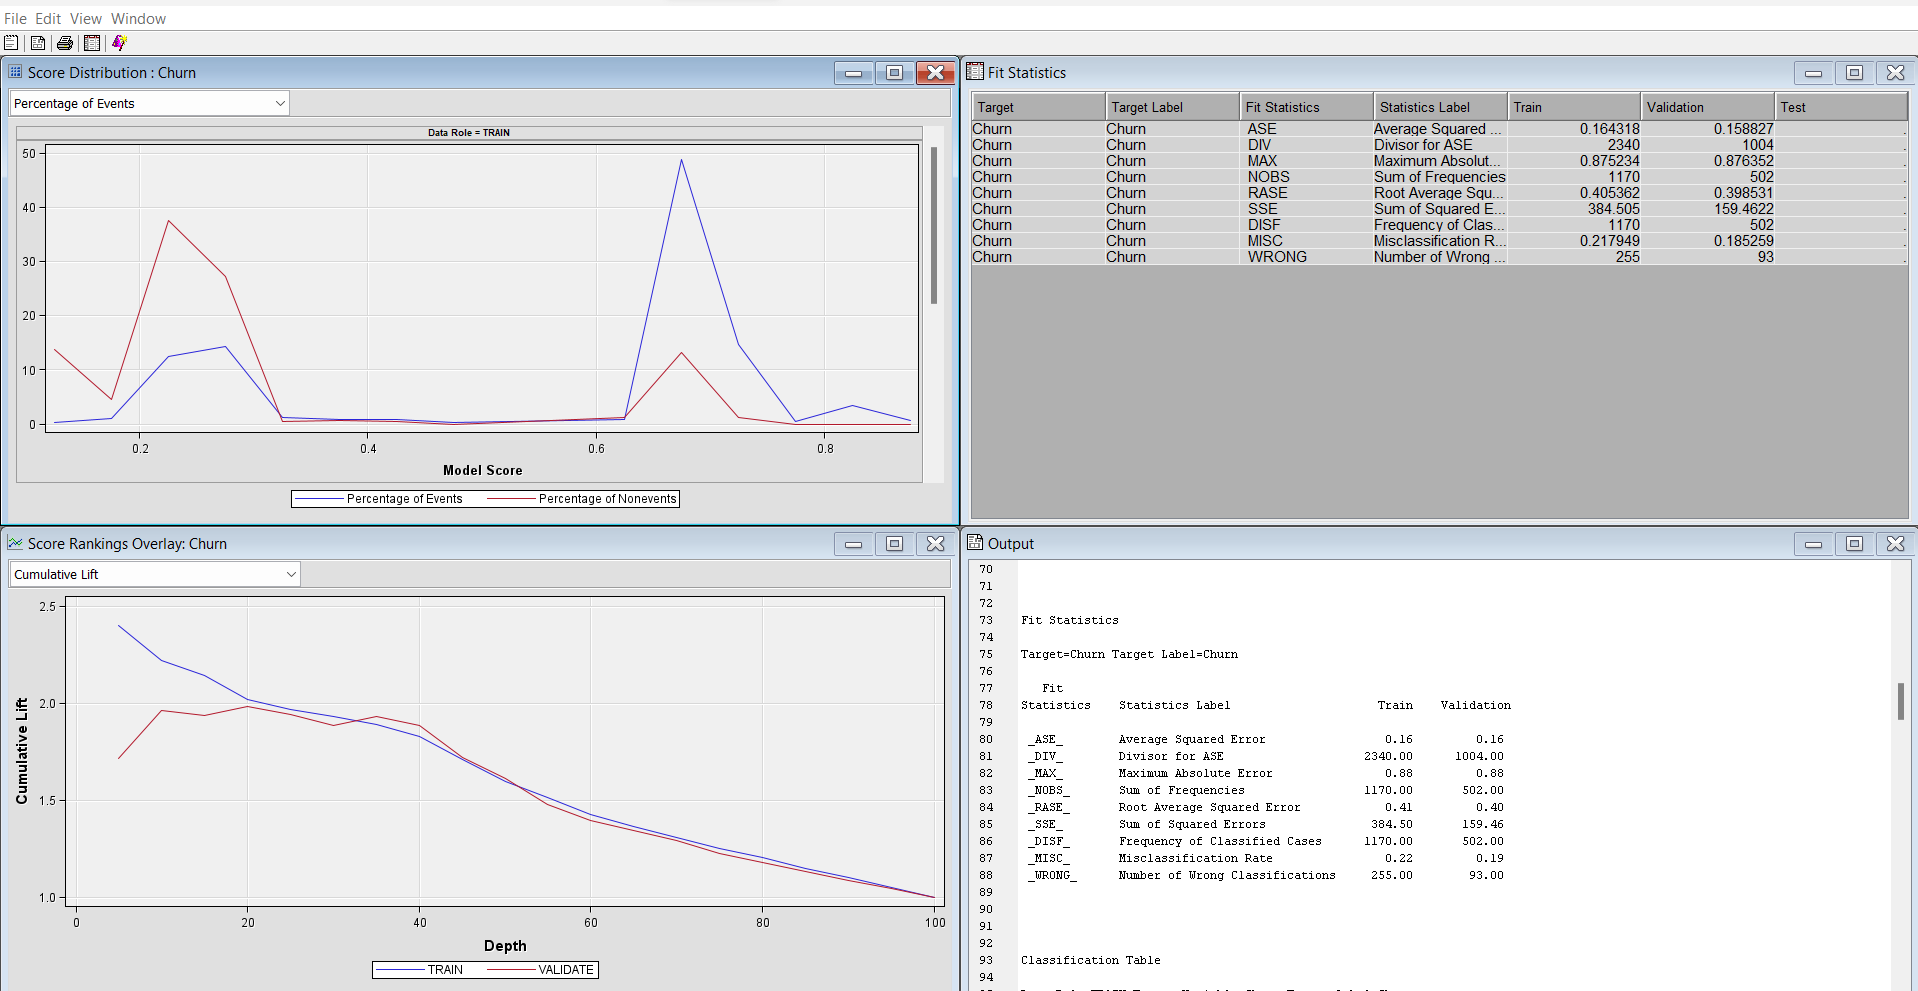 File Edit View Window
Score Distribution : Churn
Percentage of Events
Data Role = TRAIN
50
40
30
20
10
0
0.2 0.4 0.6 0.8
Model Score
Percentage of Events Percentage of Nonevents
Fit Statistics
Target Target Label Fit Statistics Statistics Label Train Validation Test
Churn Churn ASE Average Squared ... 0.164318 0.158827 .
Churn Churn DIV Divisor for ASE 2340 1004 .
Churn Churn MAX Maximum Absolut... 0.875234 0.876352 .
Churn Churn NOBS Sum of Frequencies 1170 502 .
Churn Churn RASE Root Average Squ... 0.405362 0.398531 .
Churn Churn SSE Sum of Squared E... 384.505 159.4622 .
Churn Churn DISF Frequency of Clas... 1170 502 .
Churn Churn MISC Misclassification R... 0.217949 0.185259 .
Churn Churn WRONG Number of Wrong ... 255 93 .
Score Rankings Overlay: Churn
Cumulative Lift
2.5
2.0
1.5
1.0
Cumulative Lift
0 20 40 60 80 100
Depth
TRAIN VALIDATE
Output
70
71
72
73 Fit Statistics
74
75 Target=Churn Target Label=Churn
76
77 Fit
78 Statistics Statistics Label Train Validation
79
80 _ASE_ Average Squared Error 0.16 0.16
81 _DIV_ Divisor for ASE 2340.00 1004.00
82 _MAX_ Maximum Absolute Error 0.88 0.88
83 _NOBS_ Sum of Frequencies 1170.00 502.00
84 _RASE_ Root Average Squared Error 0.41 0.40
85 _SSE_ Sum of Squared Errors 384.50 159.46
86 _DISF_ Frequency of Classified Cases 1170.00 502.00
87 _MISC_ Misclassification Rate 0.22 0.19
88 _WRONG_ Number of Wrong Classifications 255.00 93.00
89
90
91
92
93 Classification Table
94